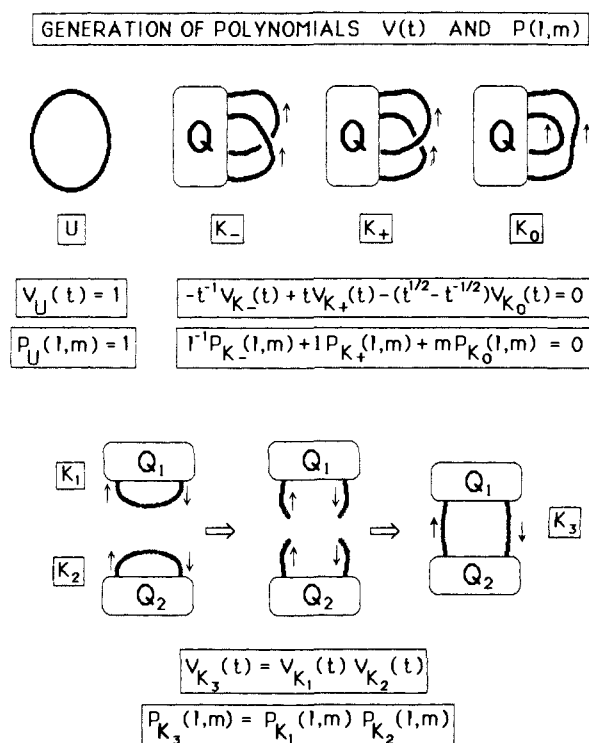 GENERATION OF POLYNOMIALS V(t) AND P(l,m)
Q Q Q
U K₋ K₊ K₀
V_U(t) = 1 -t⁻¹V_K₋(t) + tV_K₊(t) - (t^1/2 - t^-1/2)V_K₀(t) = 0
P_U(l,m) = 1 l⁻¹P_K₋(l,m) + lP_K₊(l,m) + mP_K₀(l,m) = 0
K₁ Q₁ ⇒ Q₁ ⇒ Q₁ K₃
K₂ Q₂ Q₂ Q₂
V_K₃(t) = V_K₁(t) V_K₂(t)
P_K₃(l,m) = P_K₁(l,m) P_K₂(l,m)